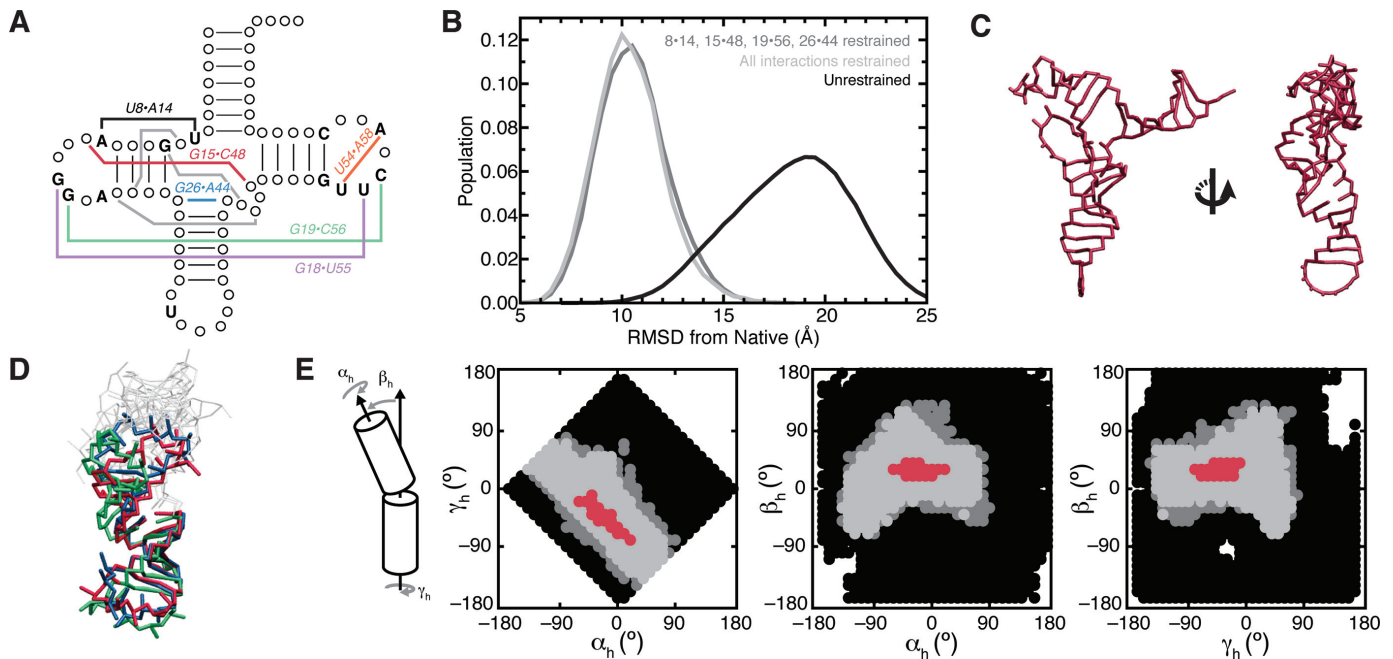 A
U8•A14
A
G
U
C
A
G15•C48
U54•A58
G
G
A
G26•A44
G
U
U
C
G19•C56
G18•U55
U
B
8•14, 15•48, 19•56, 26•44 restrained
All interactions restrained
Unrestrained
Population
0.12
0.10
0.08
0.06
0.04
0.02
0.00
5
10
15
20
25
RMSD from Native (Å)
C
D
E
αh
βh
γh
180
90
0
−90
−180
γh (º)
−180
−90
0
90
180
αh (º)
180
90
0
−90
−180
βh (º)
−180
−90
0
90
180
αh (º)
180
90
0
−90
−180
βh (º)
−180
−90
0
90
180
γh (º)